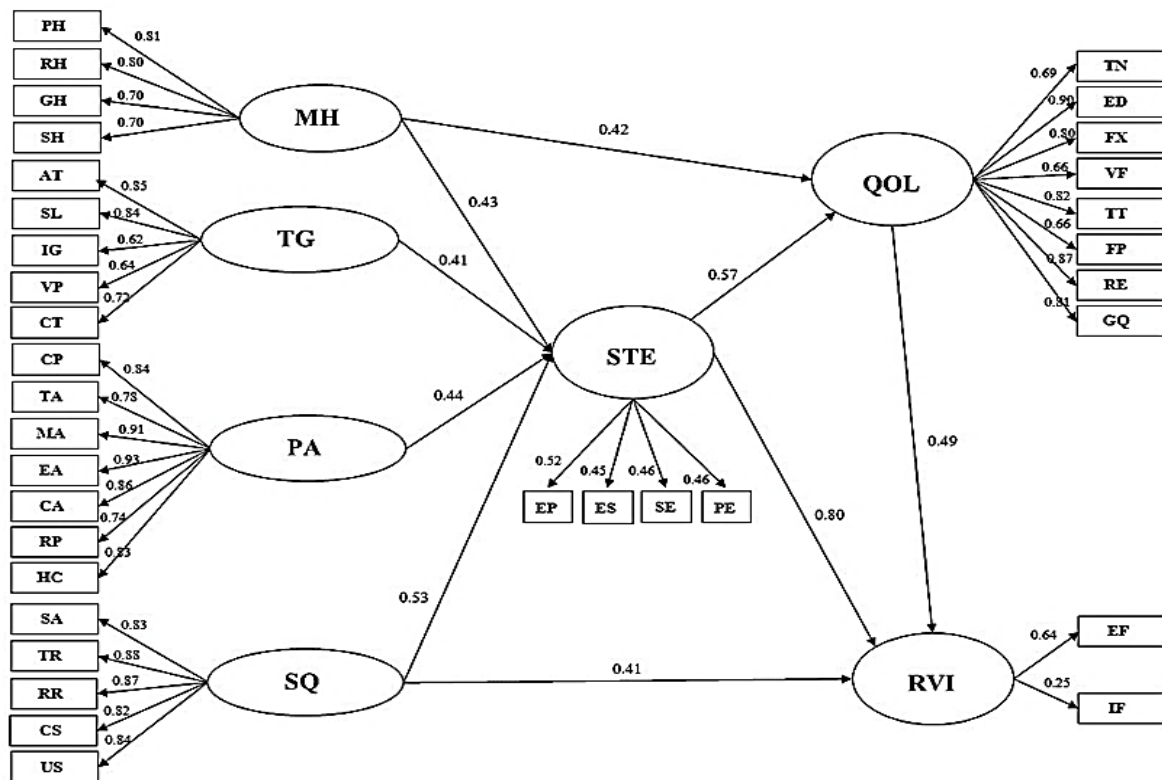 PH
0.81
RH
0.80
GH
0.70
SH
0.70
MH
AT
0.85
SL
0.84
IG
0.62
VP
0.64
CT
0.72
TG
CP
0.84
TA
0.78
MA
0.91
EA
0.93
CA
0.86
RP
0.74
HC
0.83
PA
SA
0.83
TR
0.88
RR
0.87
CS
0.82
US
0.84
SQ
0.42
0.43
0.41
0.44
0.53
0.41
STE
0.52
0.45
0.46
0.46
EP
ES
SE
PE
0.57
0.80
QOL
0.49
0.69
TN
0.90
ED
0.80
FX
0.66
VF
0.82
TT
0.66
FP
0.87
RE
0.81
GQ
RVI
0.64
EF
0.25
IF